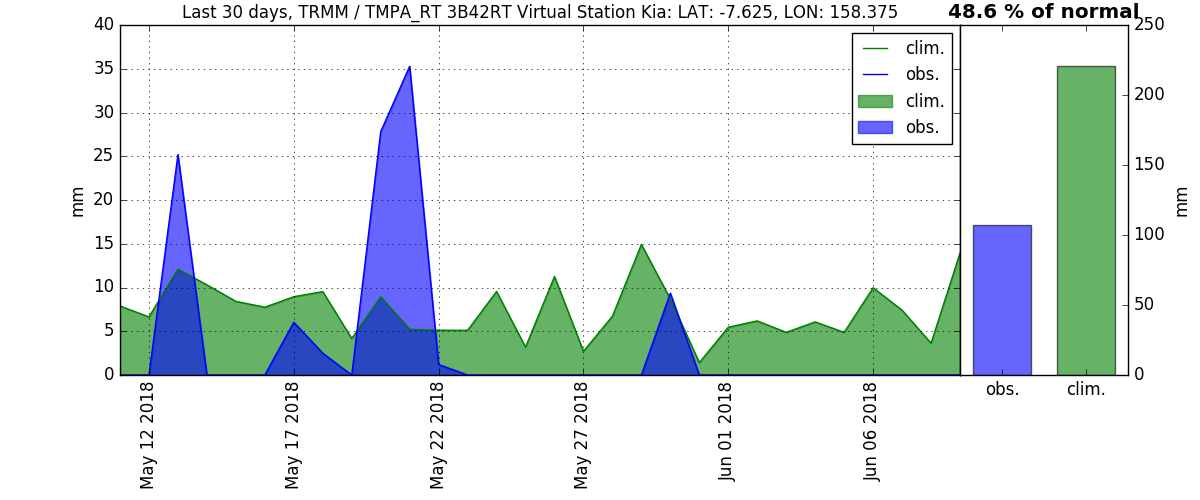 Last 30 days, TRMM / TMPA_RT 3B42RT Virtual Station Kia: LAT: -7.625, LON: 158.375
48.6 % of normal
40
35
30
25
20
15
10
5
0
mm
clim.
obs.
clim.
obs.
May 12 2018
May 17 2018
May 22 2018
May 27 2018
Jun 01 2018
Jun 06 2018
250
200
150
100
50
0
mm
obs.
clim.